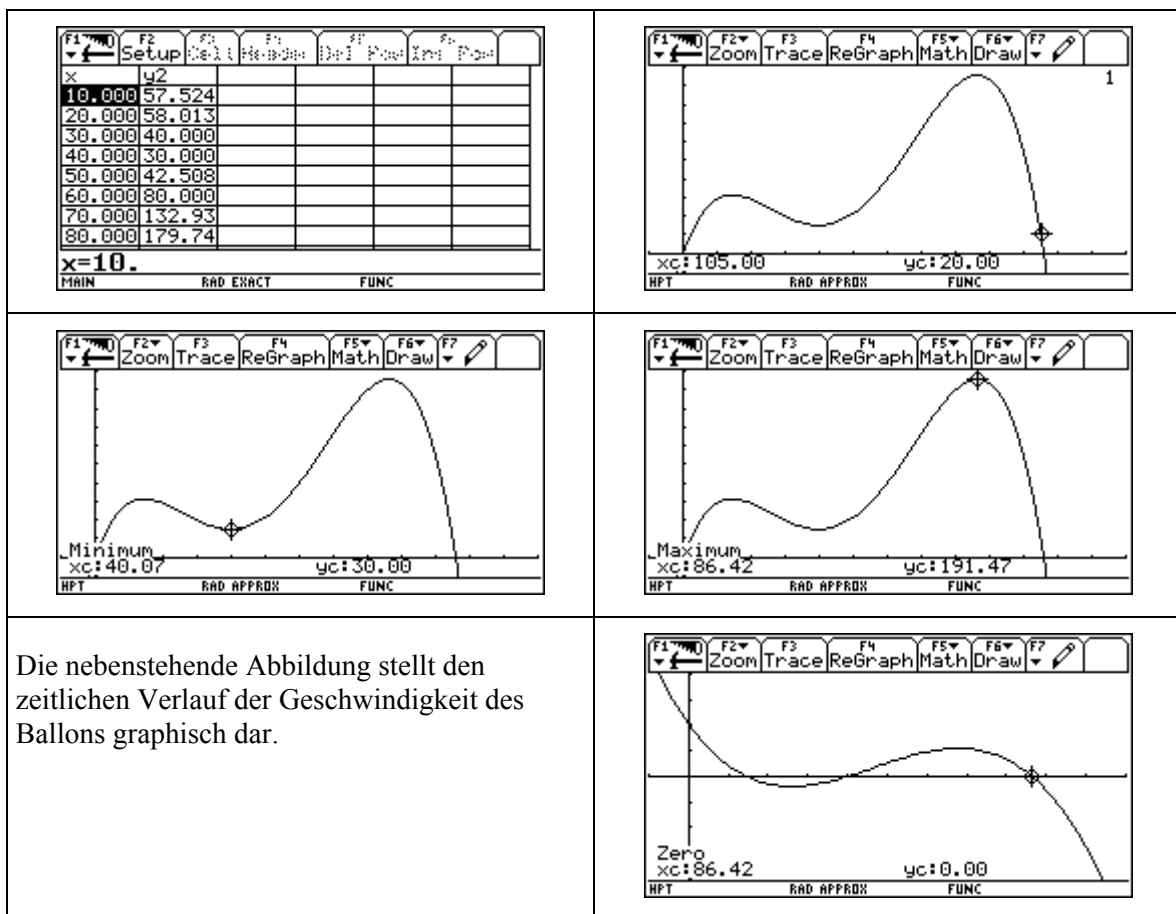 F1 F2 Setup Cell Header Del Row Ins Row
x y2
10.000 57.524
20.000 58.013
30.000 40.000
40.000 30.000
50.000 42.508
60.000 80.000
70.000 132.93
80.000 179.74
x=10.
MAIN RAD EXACT FUNC
F1 F2 Zoom F3 Trace F4 ReGraph F5 Math F6 Draw F7
1
xc:105.00 yc:20.00
HPT RAD APPROX FUNC
F1 F2 Zoom F3 Trace F4 ReGraph F5 Math F6 Draw F7
Minimum
xc:40.07 yc:30.00
HPT RAD APPROX FUNC
F1 F2 Zoom F3 Trace F4 ReGraph F5 Math F6 Draw F7
Maximum
xc:86.42 yc:191.47
HPT RAD APPROX FUNC
Die nebenstehende Abbildung stellt den
zeitlichen Verlauf der Geschwindigkeit des
Ballons graphisch dar.
F1 F2 Zoom F3 Trace F4 ReGraph F5 Math F6 Draw F7
Zero
xc:86.42 yc:0.00
HPT RAD APPROX FUNC